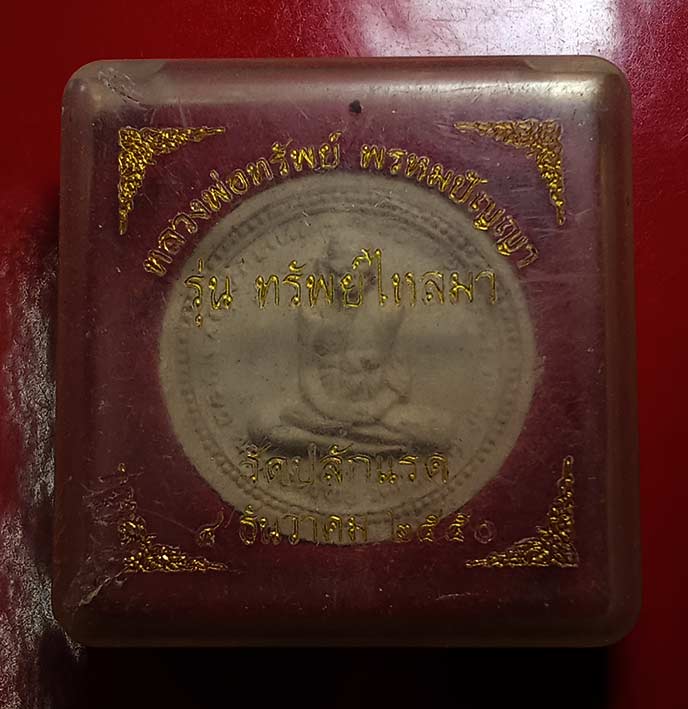 หลวงพ่อทรัพย์ พรหมปัญญา
รุ่น ทรัพย์ไหลมา
วัดปลักแรด
๔ ธันวาคม ๒๕๕๐